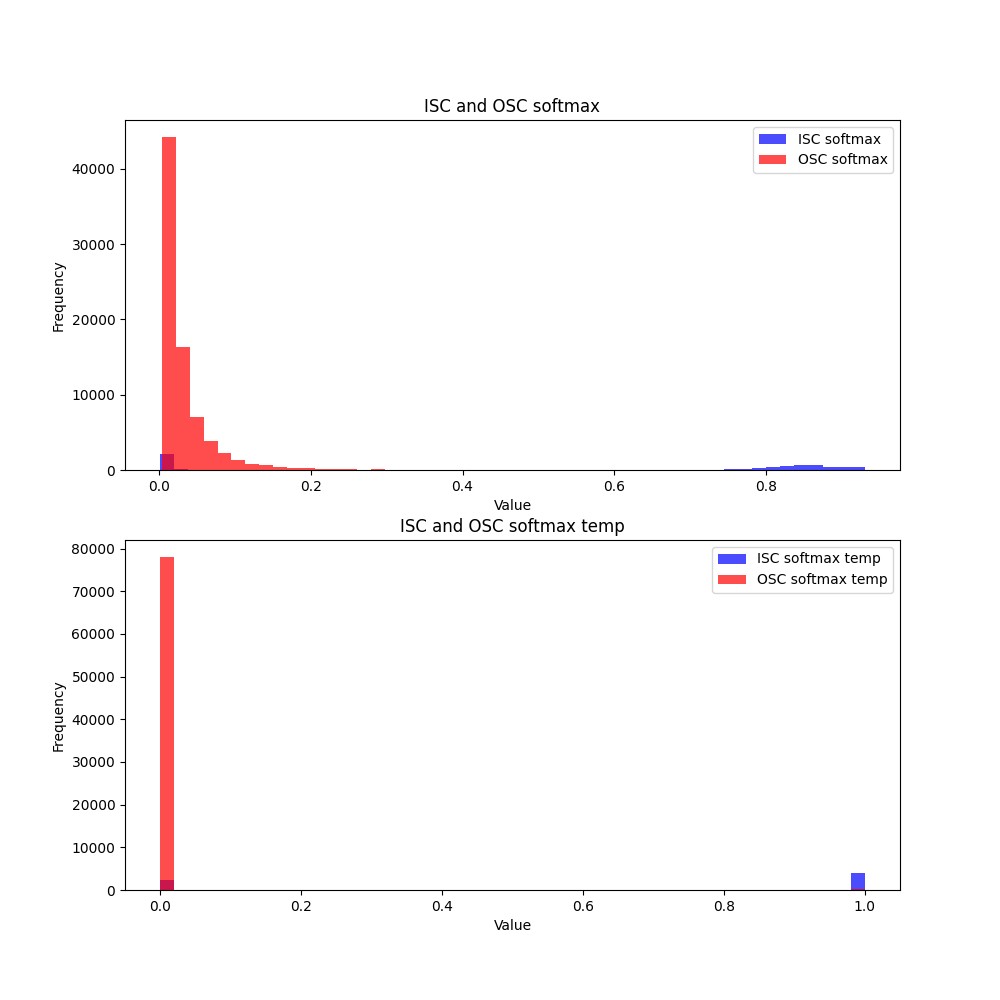 ISC and OSC softmax
ISC softmax
OSC softmax
Frequency
40000
30000
20000
10000
0
0.0 0.2 0.4 0.6 0.8
Value
ISC and OSC softmax temp
ISC softmax temp
OSC softmax temp
Frequency
80000
70000
60000
50000
40000
30000
20000
10000
0
0.0 0.2 0.4 0.6 0.8 1.0
Value